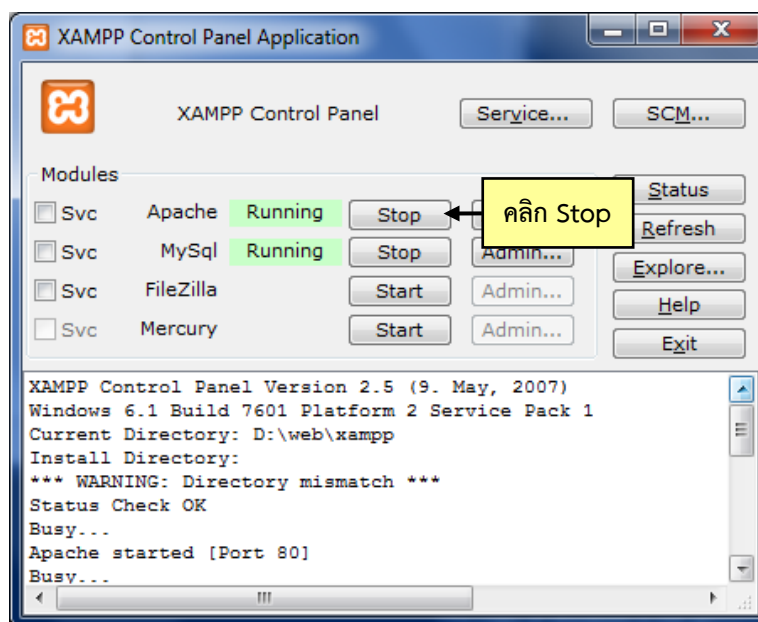 XAMPP Control Panel Application
XAMPP Control Panel
Service...
SCM...
Modules
Svc Apache Running Stop
คลิก Stop
Status
Svc MySql Running Stop Admin...
Refresh
Svc FileZilla Start Admin...
Explore...
Svc Mercury Start Admin...
Help
Exit
XAMPP Control Panel Version 2.5 (9. May, 2007)
Windows 6.1 Build 7601 Platform 2 Service Pack 1
Current Directory: D:\web\xampp
Install Directory:
*** WARNING: Directory mismatch ***
Status Check OK
Busy...
Apache started [Port 80]
Busy...